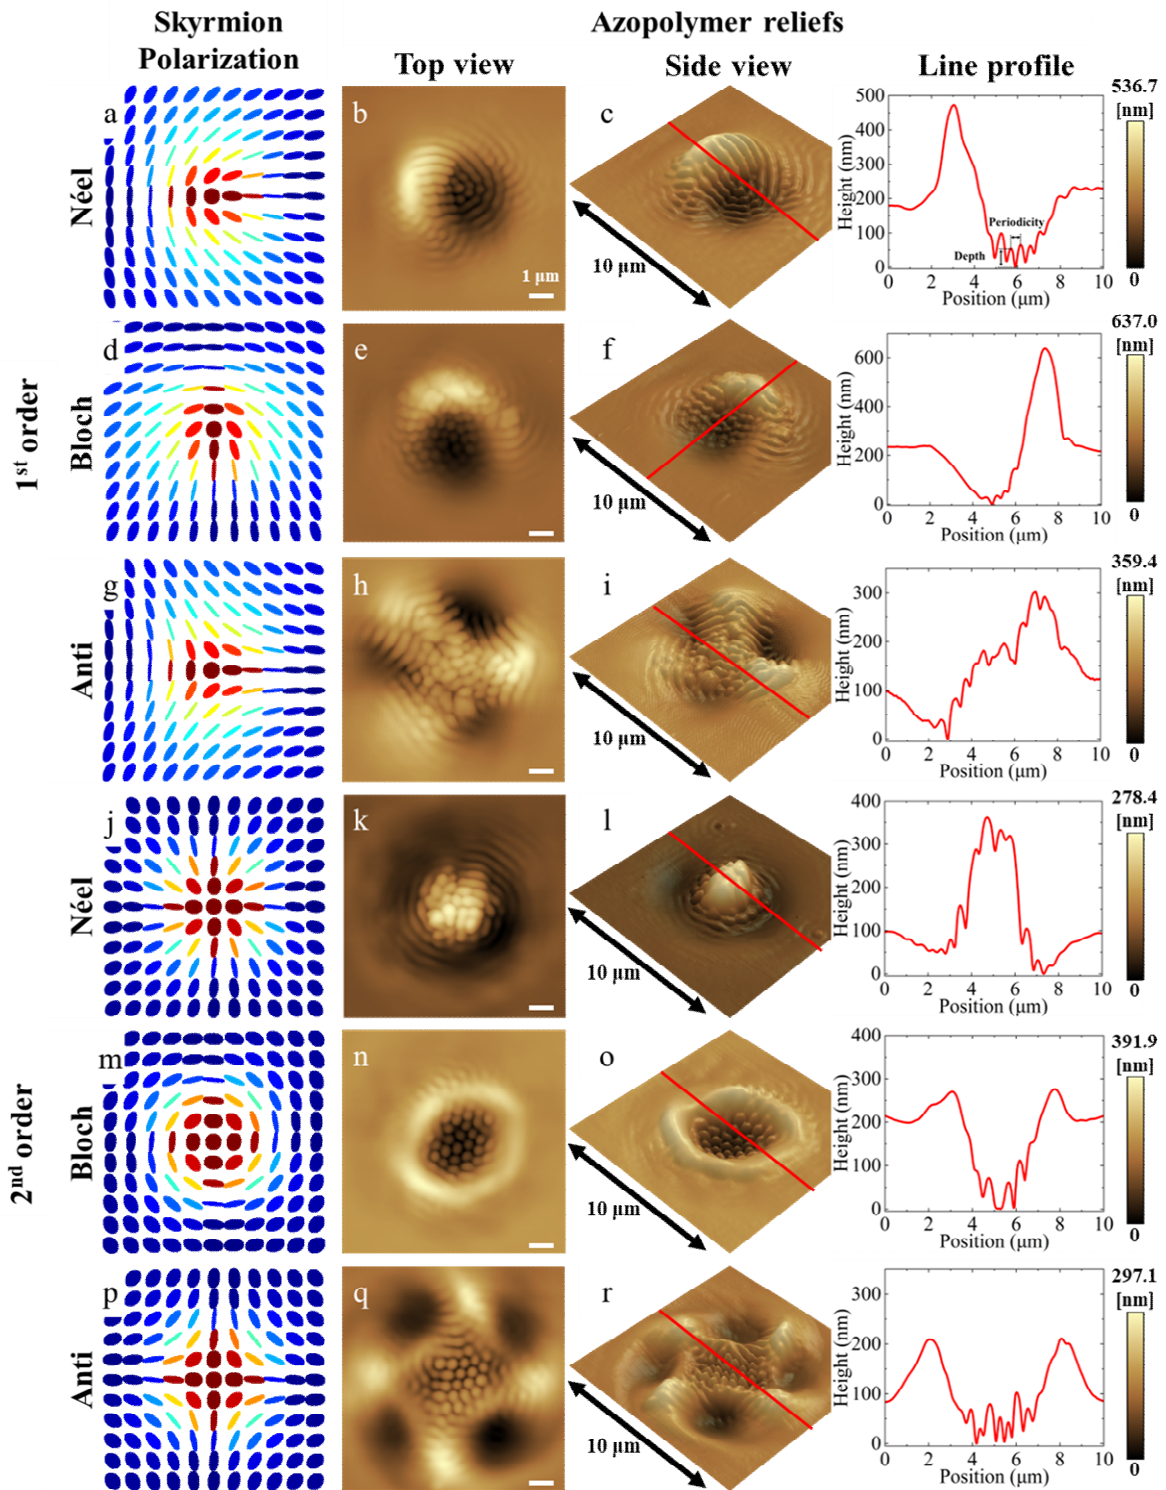 Skyrmion
Polarization
Azopolymer reliefs
Top view
Side view
Line profile
1st order
Néel
a
b
1 μm
c
10 μm
Height (nm)
500
400
300
200
100
0
Periodicity
Depth
0 2 4 6 8 10
Position (μm)
536.7
[nm]
0
Bloch
d
e
f
10 μm
Height (nm)
600
400
200
0
0 2 4 6 8 10
Position (μm)
637.0
[nm]
0
Anti
g
h
i
10 μm
Height (nm)
300
200
100
0
0 2 4 6 8 10
Position (μm)
359.4
[nm]
0
2nd order
Néel
j
k
l
10 μm
Height (nm)
400
300
200
100
0
0 2 4 6 8 10
Position (μm)
278.4
[nm]
0
Bloch
m
n
o
10 μm
Height (nm)
400
300
200
100
0
0 2 4 6 8 10
Position (μm)
391.9
[nm]
0
Anti
p
q
r
10 μm
Height (nm)
300
200
100
0
0 2 4 6 8 10
Position (μm)
297.1
[nm]
0